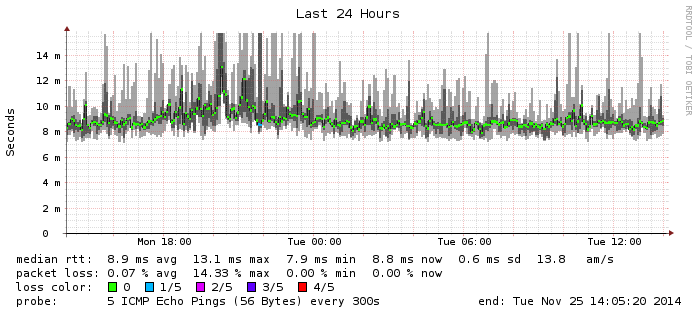 Last 24 Hours
RRDTOOL / TOBI OETIKER
Seconds
14 m
12 m
10 m
8 m
6 m
4 m
2 m
0
Mon 18:00 Tue 00:00 Tue 06:00 Tue 12:00
median rtt: 8.9 ms avg 13.1 ms max 7.9 ms min 8.8 ms now 0.6 ms sd 13.8 am/s
packet loss: 0.07 % avg 14.33 % max 0.00 % min 0.00 % now
loss color: 0 1/5 2/5 3/5 4/5
probe: 5 ICMP Echo Pings (56 Bytes) every 300s end: Tue Nov 25 14:05:20 2014